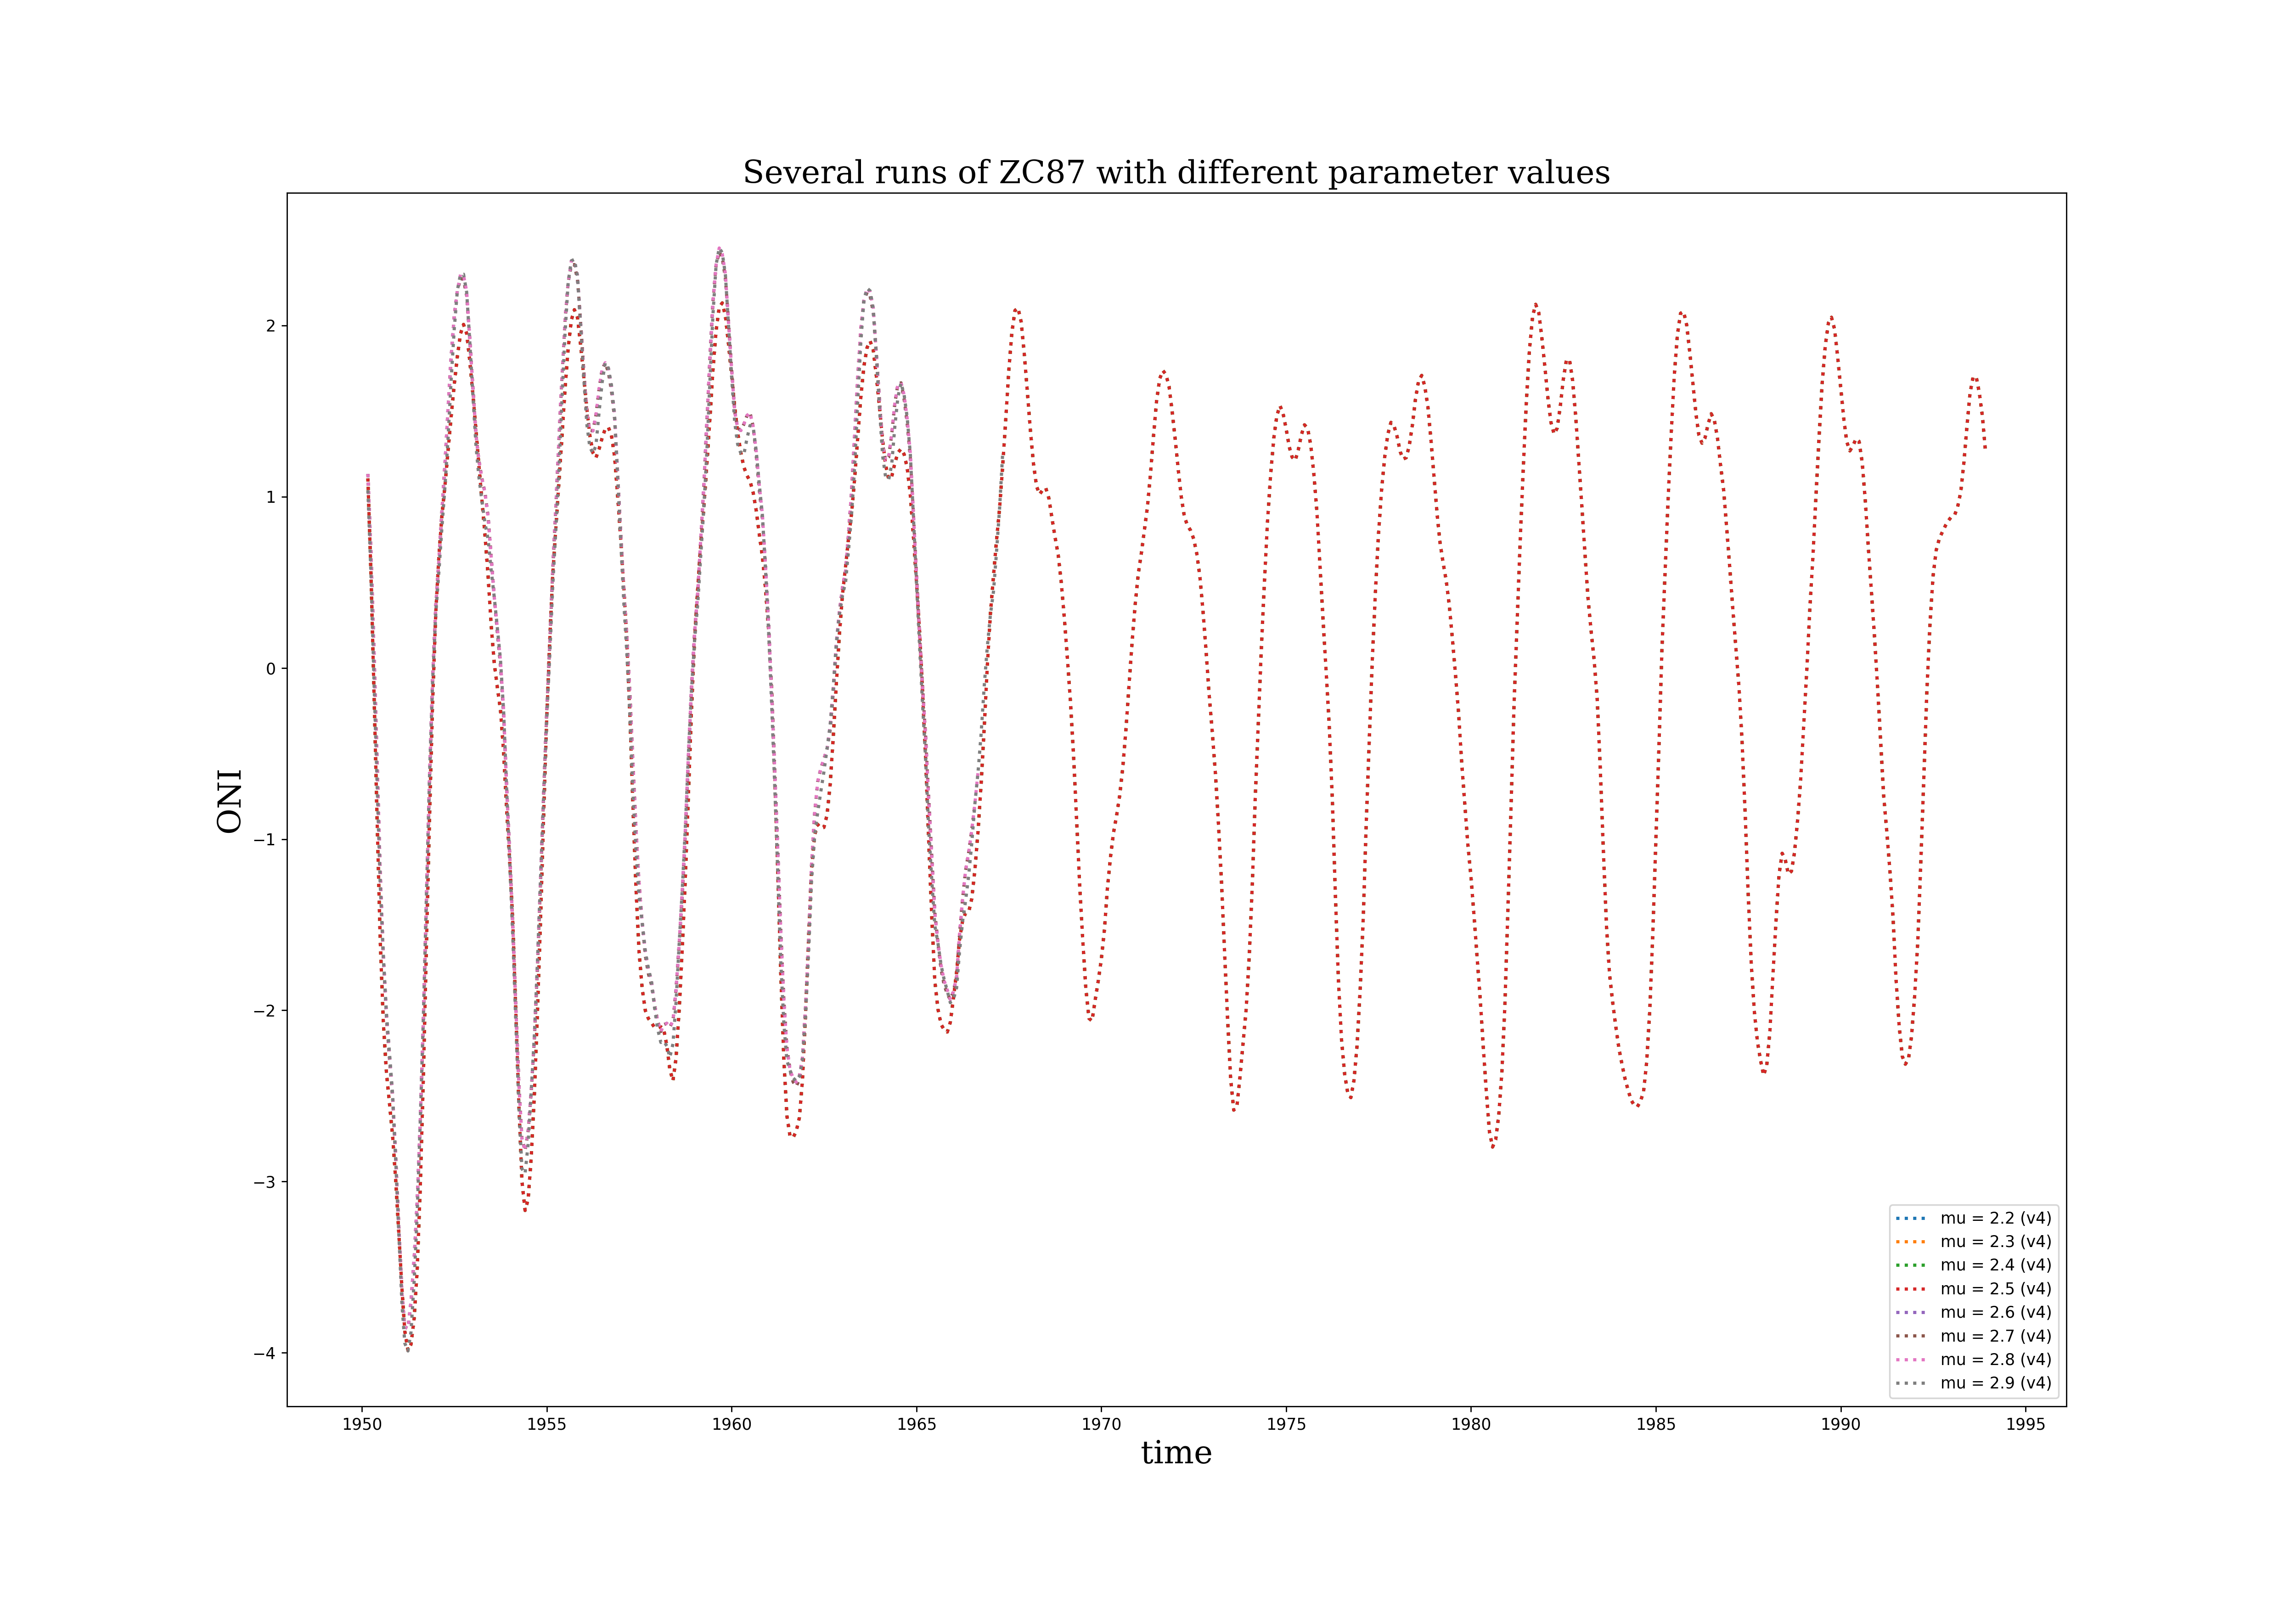 Several runs of ZC87 with different parameter values
ONI
2
1
0
−1
−2
−3
−4
mu = 2.2 (v4)
mu = 2.3 (v4)
mu = 2.4 (v4)
mu = 2.5 (v4)
mu = 2.6 (v4)
mu = 2.7 (v4)
mu = 2.8 (v4)
mu = 2.9 (v4)
1950 1955 1960 1965 1970 1975 1980 1985 1990 1995
time